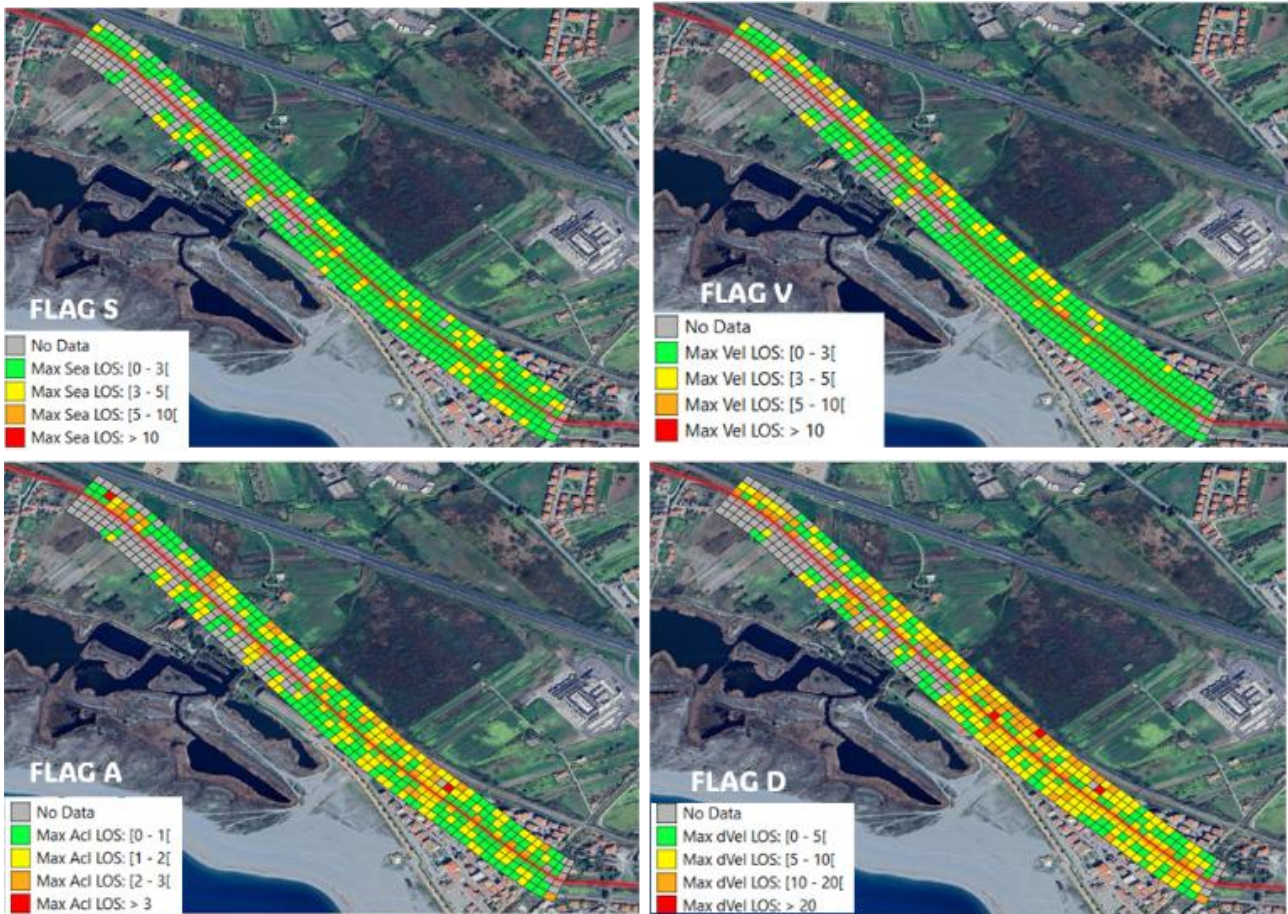 FLAG S
No Data
Max Sea LOS: [0 - 3[
Max Sea LOS: [3 - 5[
Max Sea LOS: [5 - 10[
Max Sea LOS: > 10
FLAG V
No Data
Max Vel LOS: [0 - 3[
Max Vel LOS: [3 - 5[
Max Vel LOS: [5 - 10[
Max Vel LOS: > 10
FLAG A
No Data
Max Acl LOS: [0 - 1[
Max Acl LOS: [1 - 2[
Max Acl LOS: [2 - 3[
Max Acl LOS: > 3
FLAG D
No Data
Max dVel LOS: [0 - 5[
Max dVel LOS: [5 - 10[
Max dVel LOS: [10 - 20[
Max dVel LOS: > 20